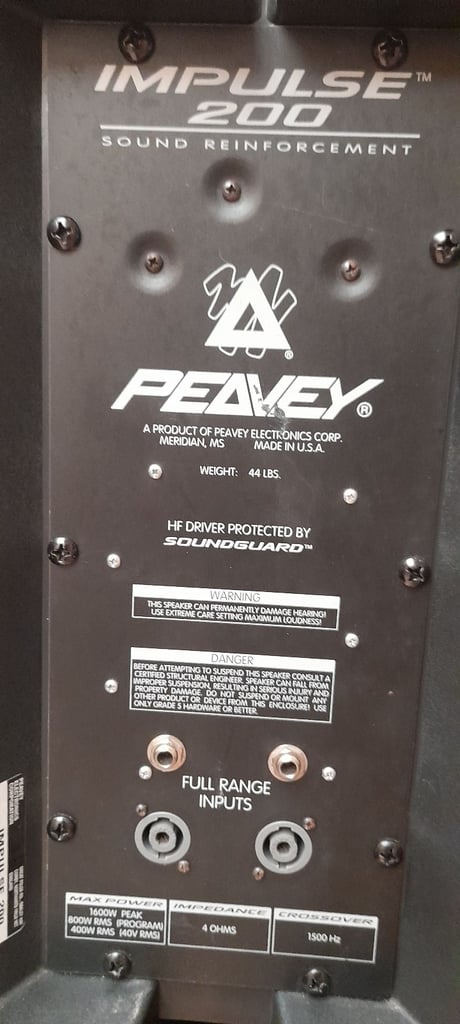 IMPULSE™
200
SOUND REINFORCEMENT
PEAVEY®
A PRODUCT OF PEAVEY ELECTRONICS CORP.
MERIDIAN, MS MADE IN U.S.A.
WEIGHT: 44 LBS.
HF DRIVER PROTECTED BY
SOUNDGUARD™
WARNING
THIS SPEAKER CAN PERMANENTLY DAMAGE HEARING!
USE EXTREME CARE SETTING MAXIMUM LOUDNESS!
DANGER
BEFORE ATTEMPTING TO SUSPEND THIS SPEAKER CONSULT A
CERTIFIED STRUCTURAL ENGINEER. SPEAKER CAN FALL FROM
IMPROPER SUSPENSION, RESULTING IN SERIOUS INJURY AND
PROPERTY DAMAGE. DO NOT SUSPEND OR MOUNT ANY
OTHER PRODUCT OR DEVICE FROM THIS ENCLOSURE! USE
ONLY GRADE 5 HARDWARE OR BETTER.
FULL RANGE
INPUTS
MAX POWER
1600W PEAK
800W RMS (PROGRAM)
400W RMS (40V RMS)
IMPEDANCE
4 OHMS
CROSSOVER
1500 Hz
PEAVEY
ELECTRONICS
CORPORATION
IMPULSE 200